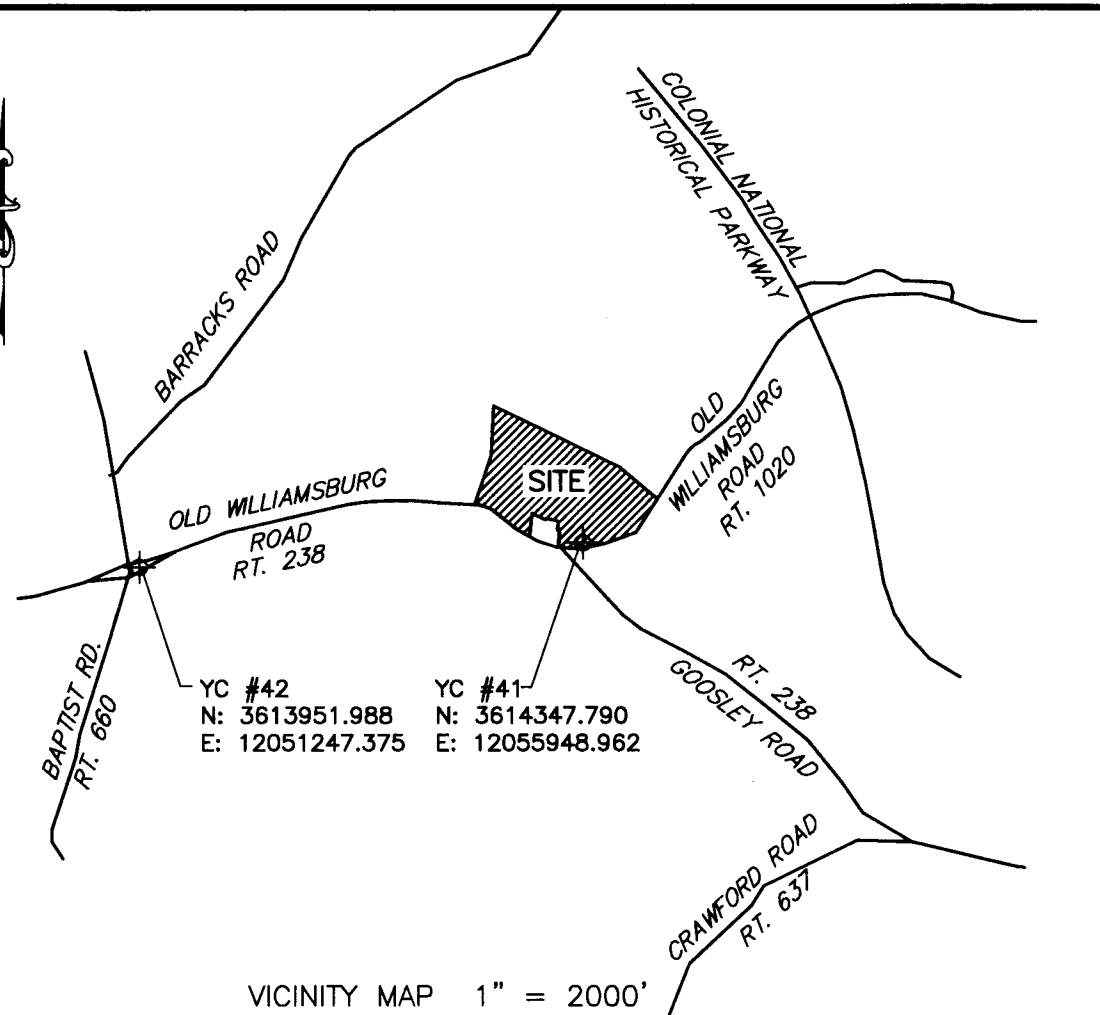 COLONIAL NATIONAL
HISTORICAL PARKWAY
BARRACKS ROAD
OLD
WILLIAMSBURG
ROAD
RT. 1020
SITE
OLD WILLIAMSBURG
ROAD
RT. 238
BAPTIST RD.
RT. 660
YC #42
N: 3613951.988
E: 12051247.375
YC #41
N: 3614347.790
E: 12055948.962
RT. 238
GOOSLEY ROAD
CRAWFORD ROAD
RT. 637
VICINITY MAP 1" = 2000'